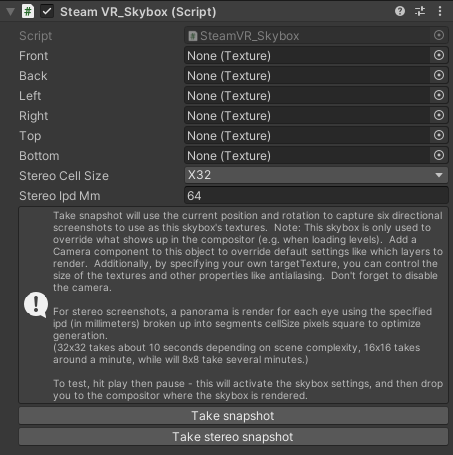 Steam VR_Skybox (Script)
Script SteamVR_Skybox
Front None (Texture)
Back None (Texture)
Left None (Texture)
Right None (Texture)
Top None (Texture)
Bottom None (Texture)
Stereo Cell Size X32
Stereo Ipd Mm 64
Take snapshot will use the current position and rotation to capture six directional
screenshots to use as this skybox's textures. Note: This skybox is only used to
override what shows up in the compositor (e.g. when loading levels). Add a
Camera component to this object to override default settings like which layers to
render. Additionally, by specifying your own targetTexture, you can control the
size of the textures and other properties like antialiasing. Don't forget to disable
the camera.
For stereo screenshots, a panorama is render for each eye using the specified
ipd (in millimeters) broken up into segments cellSize pixels square to optimize
generation.
(32x32 takes about 10 seconds depending on scene complexity, 16x16 takes
around a minute, while will 8x8 take several minutes.)
To test, hit play then pause - this will activate the skybox settings, and then drop
you to the compositor where the skybox is rendered.
Take snapshot
Take stereo snapshot